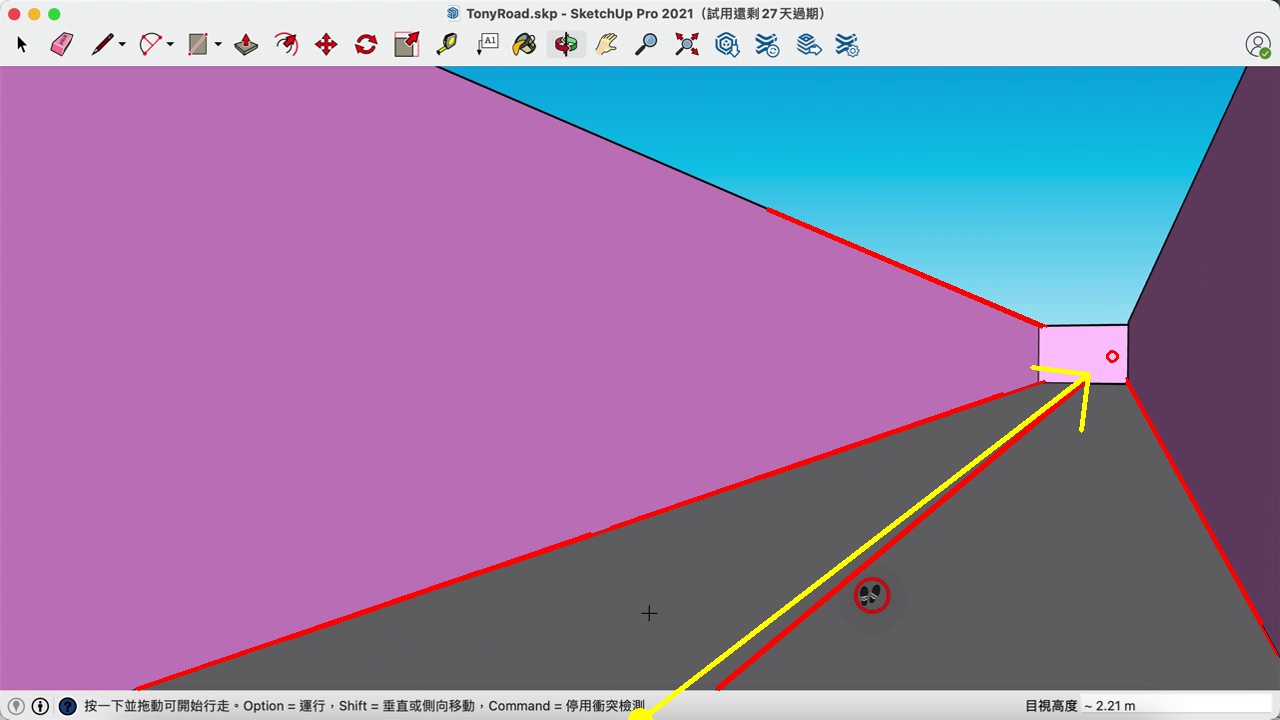 TonyRoad.skp - SketchUp Pro 2021（試用還剩 27 天過期）
A1
按一下並拖動可開始行走。Option = 運行，Shift = 垂直或側向移動，Command = 停用衝突檢測
目視高度 ~ 2.21 m